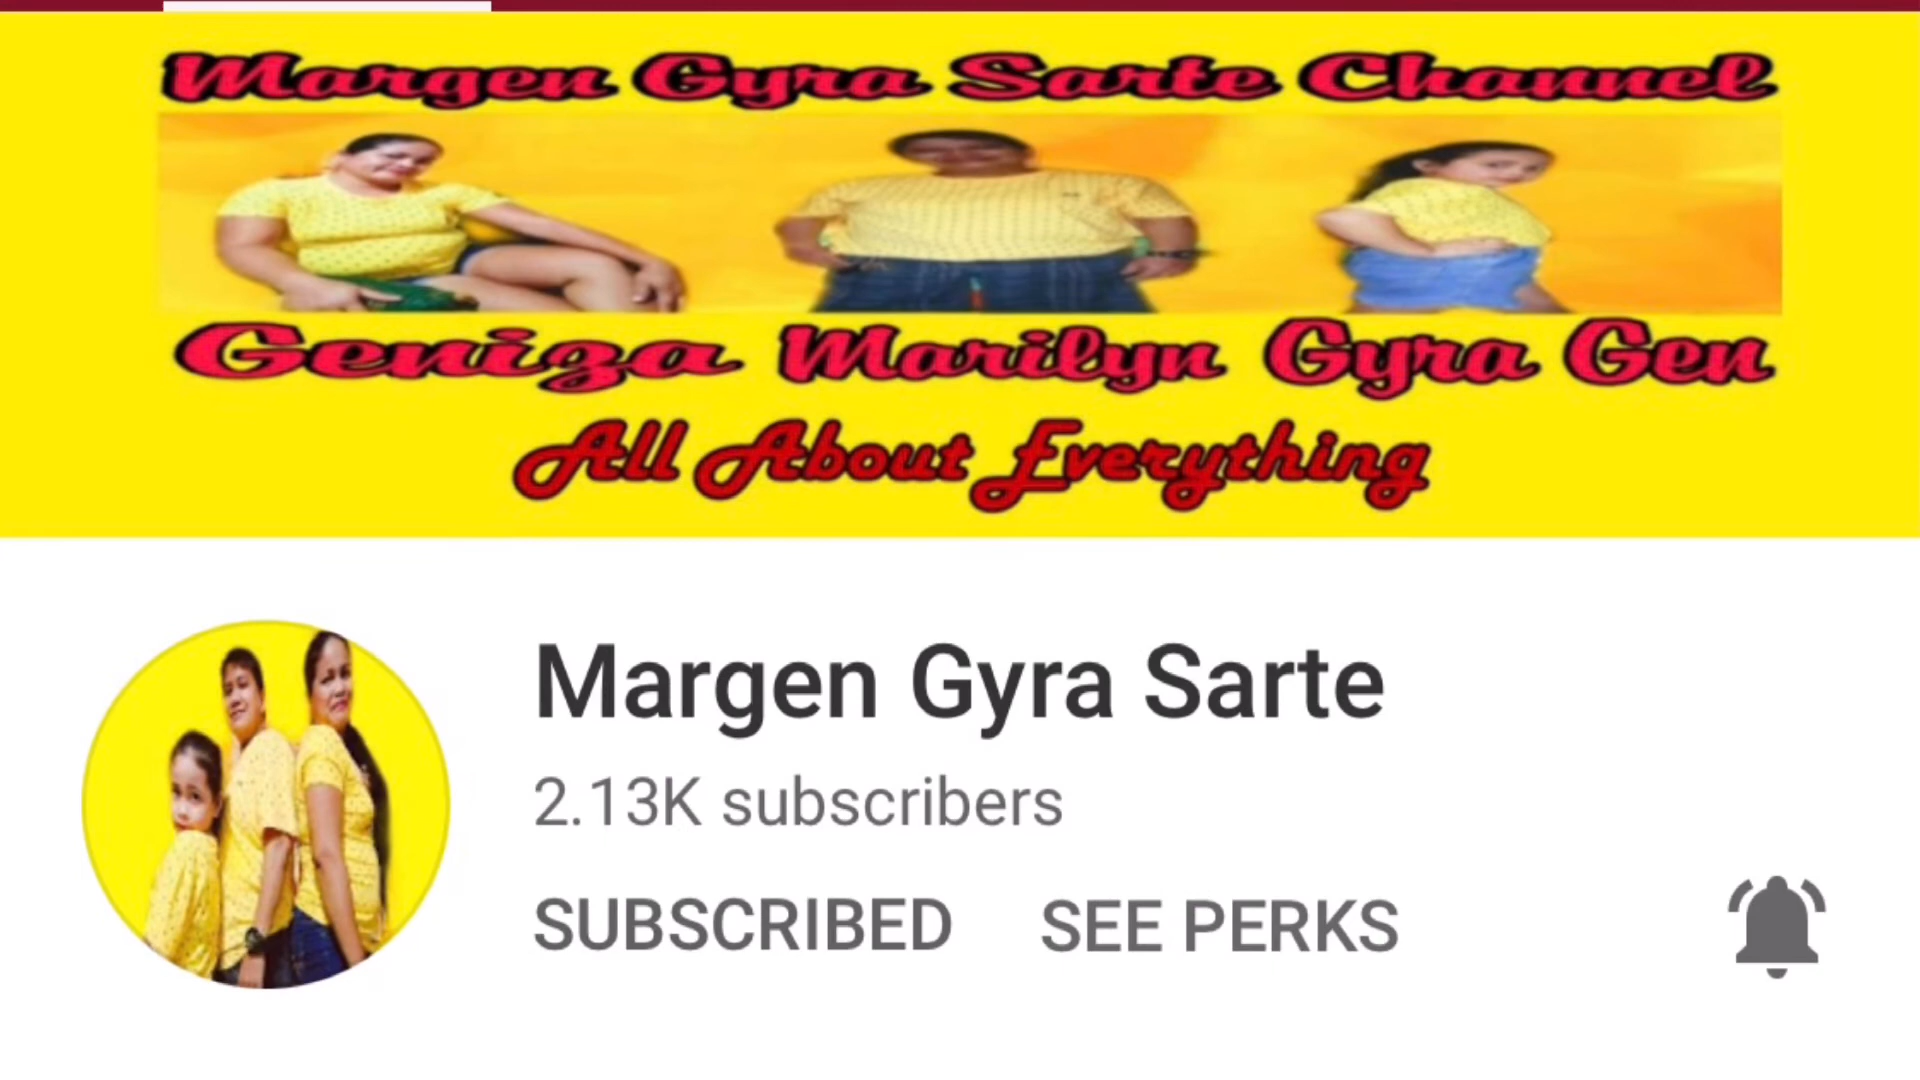 Margen Gyra Sarte Channel
Geniza Marilyn Gyra Gen
All About Everything
Margen Gyra Sarte
2.13K subscribers
SUBSCRIBED SEE PERKS